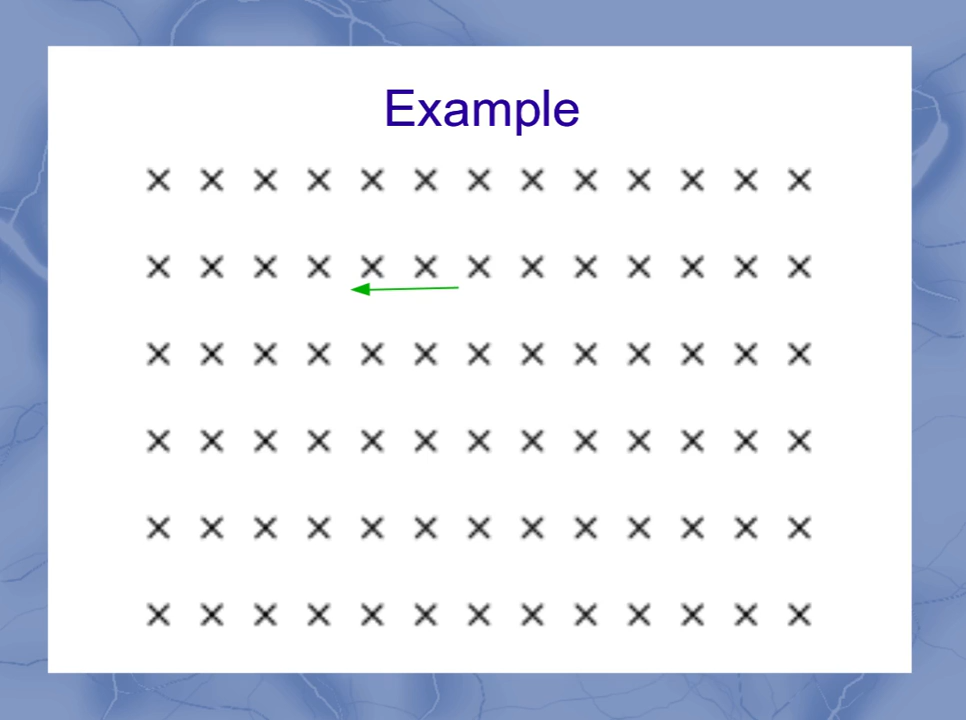 Example
× × × × × × × × × × × × ×
× × × × × × × × × × × × ×
× × × × × × × × × × × × ×
× × × × × × × × × × × × ×
× × × × × × × × × × × × ×
× × × × × × × × × × × × ×